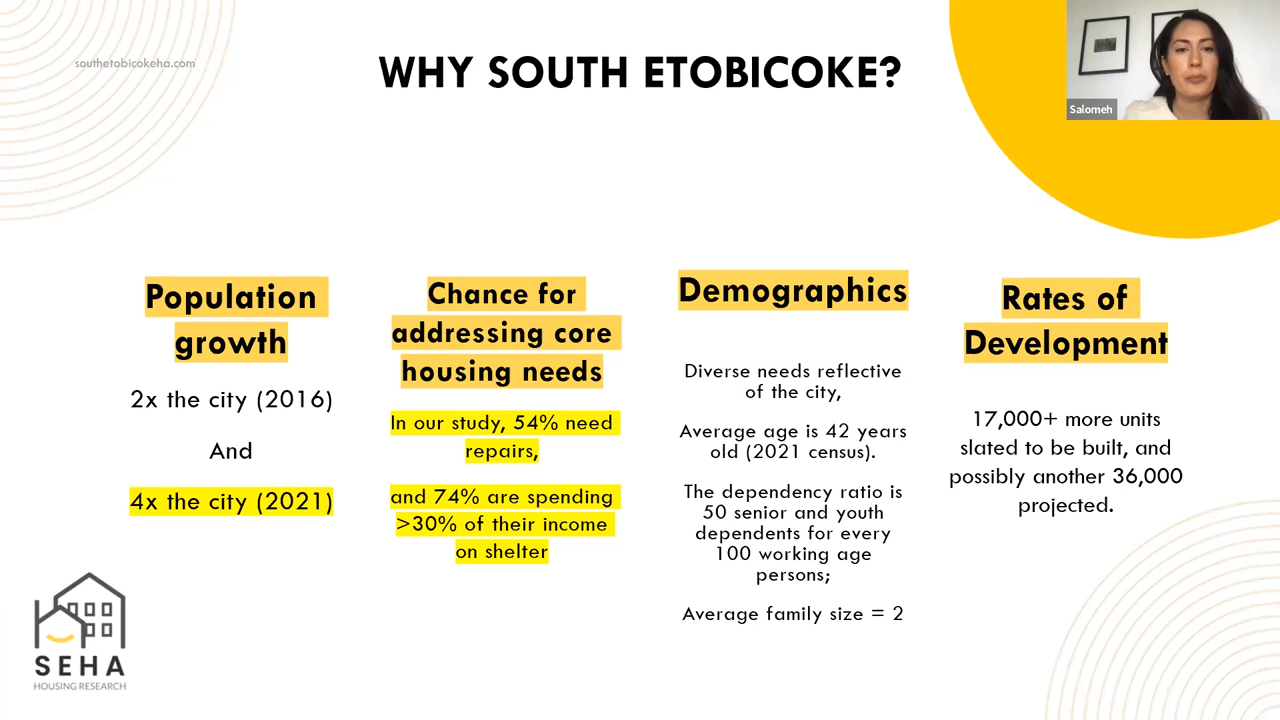 southetobicokeha.com
WHY SOUTH ETOBICOKE?
Salomeh
Population
growth
2x the city (2016)
And
4x the city (2021)
Chance for
addressing core
housing needs
In our study, 54% need
repairs,
and 74% are spending
>30% of their income
on shelter
Demographics
Diverse needs reflective
of the city,
Average age is 42 years
old (2021 census).
The dependency ratio is
50 senior and youth
dependents for every
100 working age
persons;
Average family size = 2
Rates of
Development
17,000+ more units
slated to be built, and
possibly another 36,000
projected.
SEHA
HOUSING RESEARCH